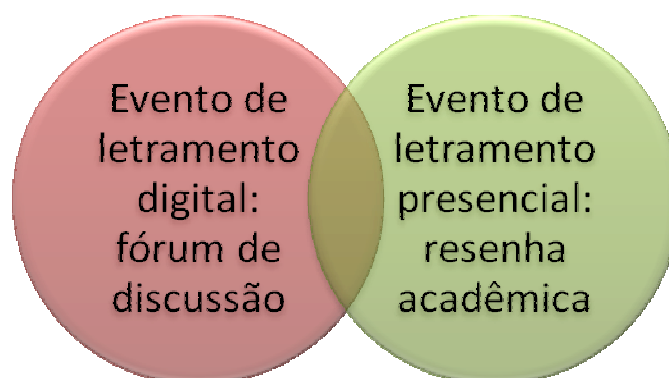 Evento de
letramento
digital:
fórum de
discussão
Evento de
letramento
presencial:
resenha
acadêmica